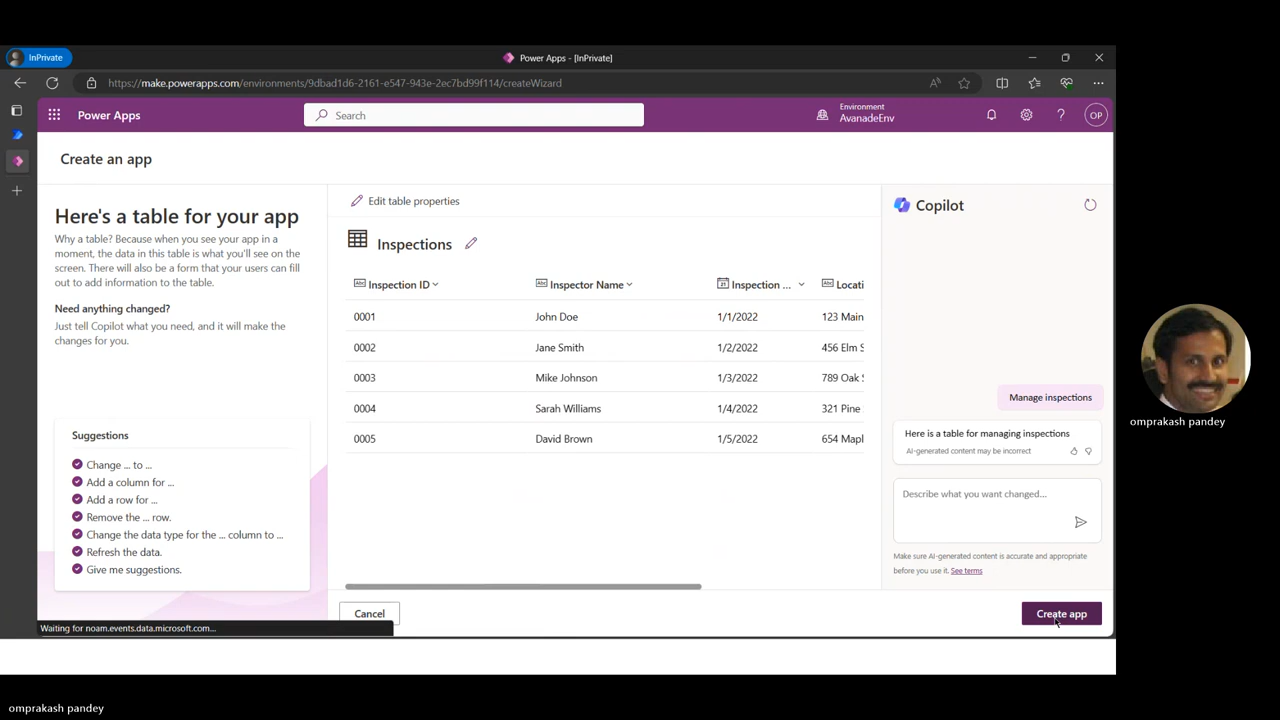 InPrivate
Power Apps - [InPrivate]
https://make.powerapps.com/environments/9dbad1d6-2161-e547-943e-2ec7bd99f114/createWizard
Power Apps
Search
Environment
AvanadeEnv
OP
Create an app
Here's a table for your app
Why a table? Because when you see your app in a
moment, the data in this table is what you'll see on the
screen. There will also be a form that your users can fill
out to add information to the table.
Need anything changed?
Just tell Copilot what you need, and it will make the
changes for you.
Suggestions
Change ... to ...
Add a column for ...
Add a row for ...
Remove the ... row.
Change the data type for the ... column to ...
Refresh the data.
Give me suggestions.
Edit table properties
Inspections
Abc Inspection ID Abc Inspector Name 21 Inspection ... Abc Locati
0001 John Doe 1/1/2022 123 Main
0002 Jane Smith 1/2/2022 456 Elm S
0003 Mike Johnson 1/3/2022 789 Oak S
0004 Sarah Williams 1/4/2022 321 Pine
0005 David Brown 1/5/2022 654 Mapl
Copilot
Manage inspections
Here is a table for managing inspections
AI-generated content may be incorrect
Describe what you want changed...
Make sure AI-generated content is accurate and appropriate
before you use it. See terms
Cancel
Create app
Waiting for noam.events.data.microsoft.com...
omprakash pandey
omprakash pandey